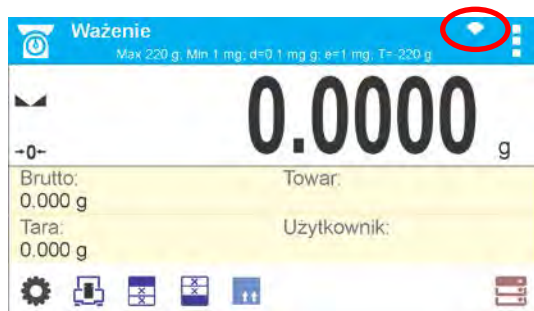 Ważenie
Max 220 g; Min 1 mg; d=0.1 mg g; e=1 mg; T=-220 g
0.0000 g
→0←
Brutto:
0.000 g
Towar:
Tara:
0.000 g
Użytkownik: